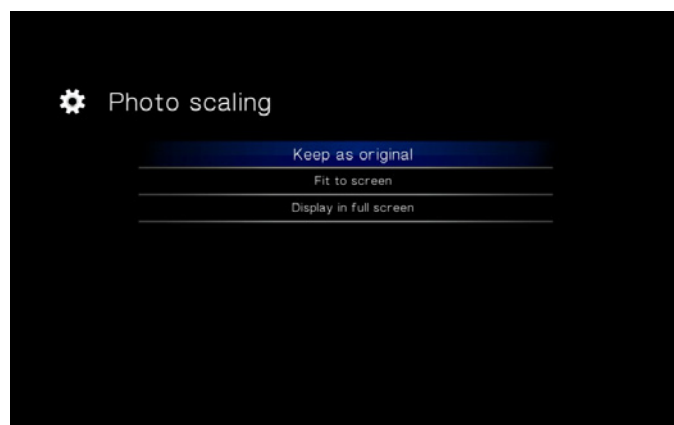 Photo scaling
Keep as original
Fit to screen
Display in full screen